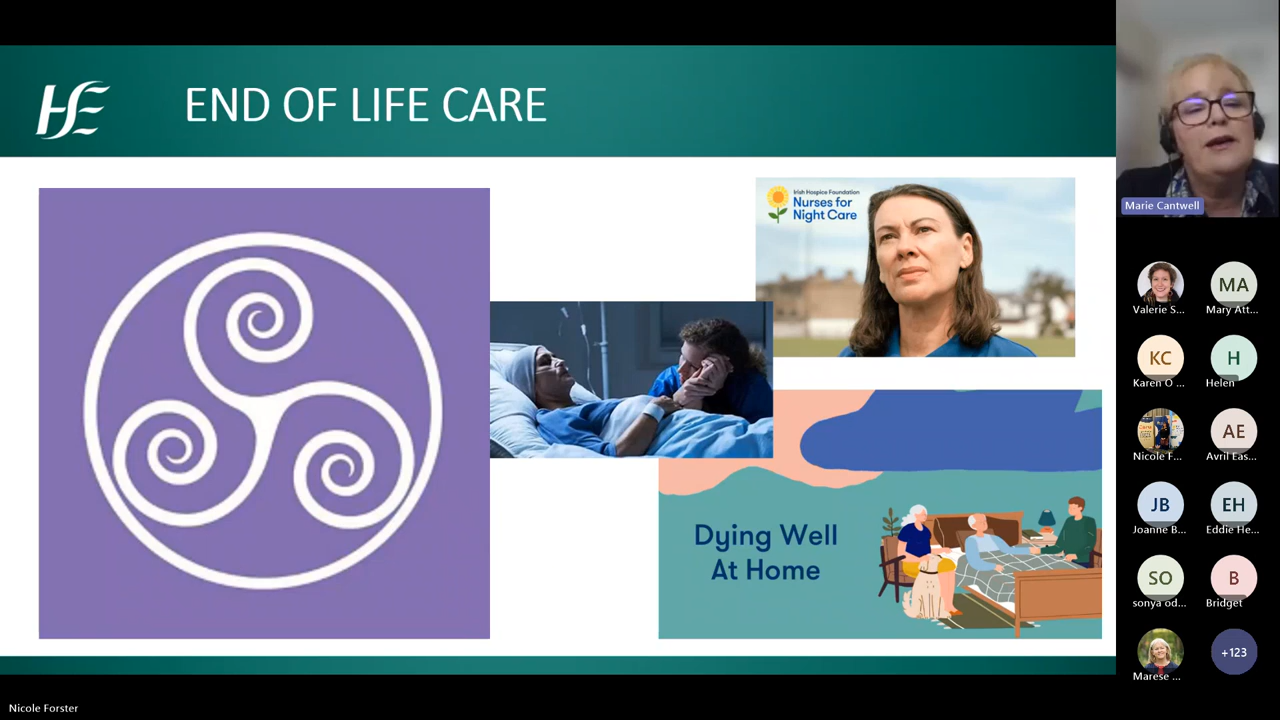 HSE
END OF LIFE CARE
Irish Hospice Foundation
Nurses for
Night Care
Dying Well
At Home
Marie Cantwell
Valerie S...
MA
Mary Att...
KC
Karen O ...
H
Helen
Nicole F...
AE
Avril Eas...
JB
Joanne B...
EH
Eddie He...
SO
sonya od...
B
Bridget
Marese ...
+123
Nicole Forster